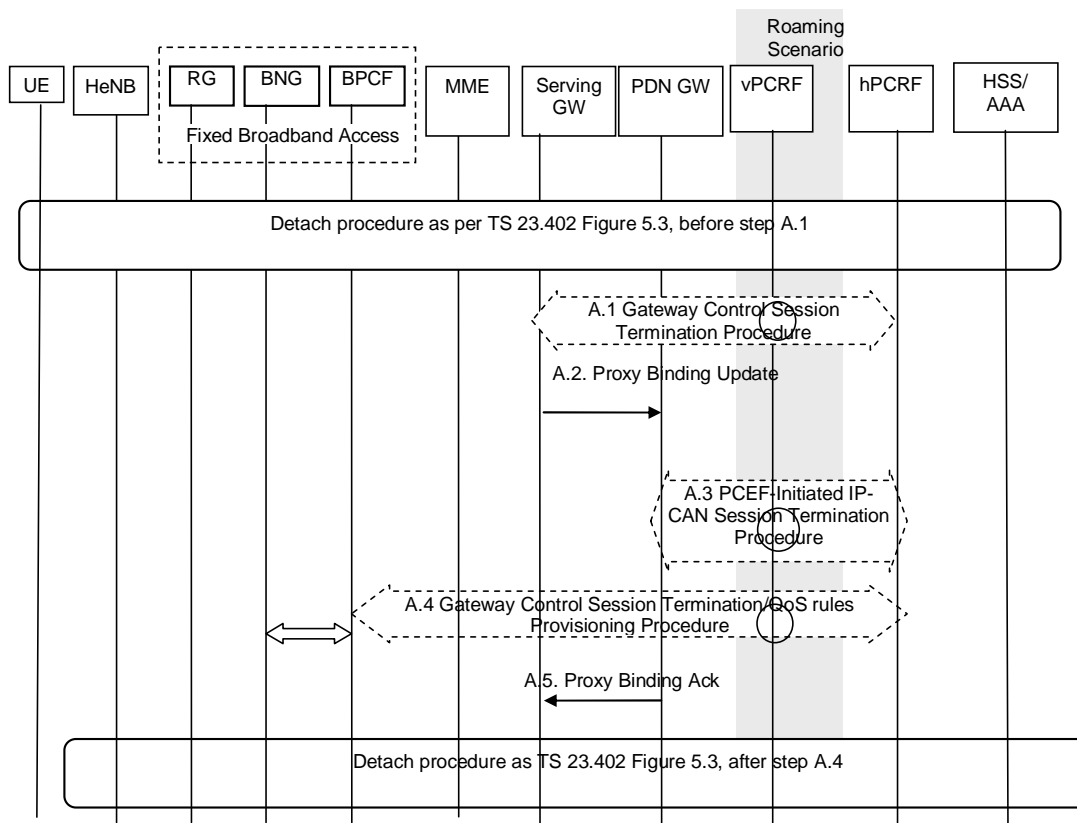 Roaming
Scenario
UE
HeNB
RG
BNG
BPCF
Fixed Broadband Access
MME
Serving
GW
PDN GW
vPCRF
hPCRF
HSS/
AAA
Detach procedure as per TS 23.402 Figure 5.3, before step A.1
A.1 Gateway Control Session
Termination Procedure
A.2. Proxy Binding Update
A.3 PCEF-Initiated IP-
CAN Session Termination
Procedure
A.4 Gateway Control Session Termination/QoS rules
Provisioning Procedure
A.5. Proxy Binding Ack
Detach procedure as TS 23.402 Figure 5.3, after step A.4